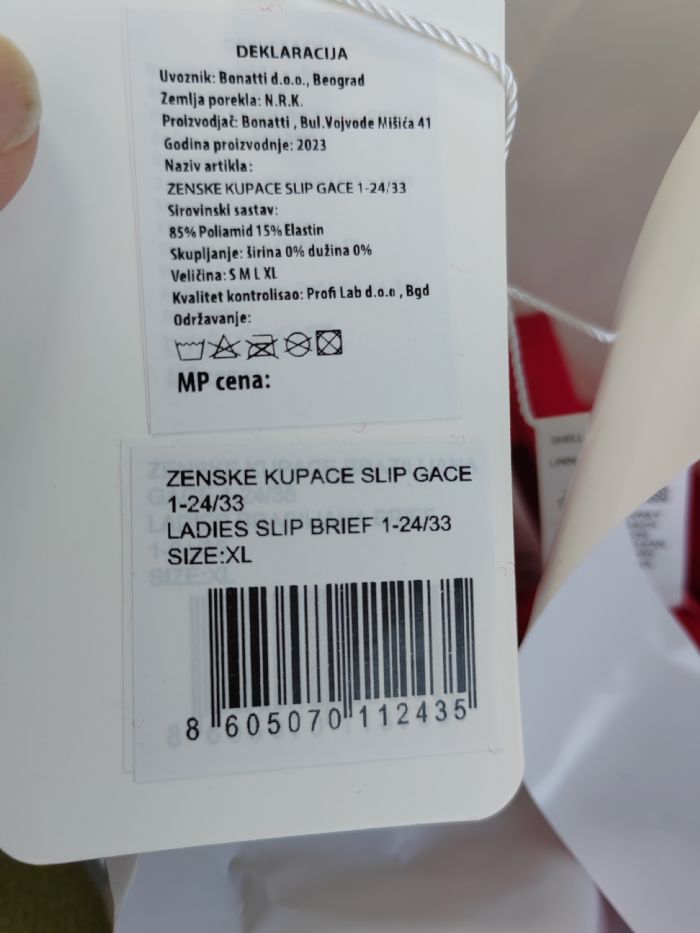 DEKLARACIJA
Uvoznik: Bonatti d.o.o., Beograd
Zemlja porekla: N.R.K.
Proizvodjač: Bonatti , Bul.Vojvode Mišića 41
Godina proizvodnje: 2023
Naziv artikla:
ZENSKE KUPACE SLIP GACE 1-24/33
Sirovinski sastav:
85% Poliamid 15% Elastin
Skupljanje: širina 0% dužina 0%
Veličina: S M L XL
Kvalitet kontrolisao: Profi Lab d.o.o , Bgd
Održavanje:
MP cena:
ZENSKE KUPACE SLIP GACE
1-24/33
LADIES SLIP BRIEF 1-24/33
SIZE:XL
8 605070 112435
SHELL